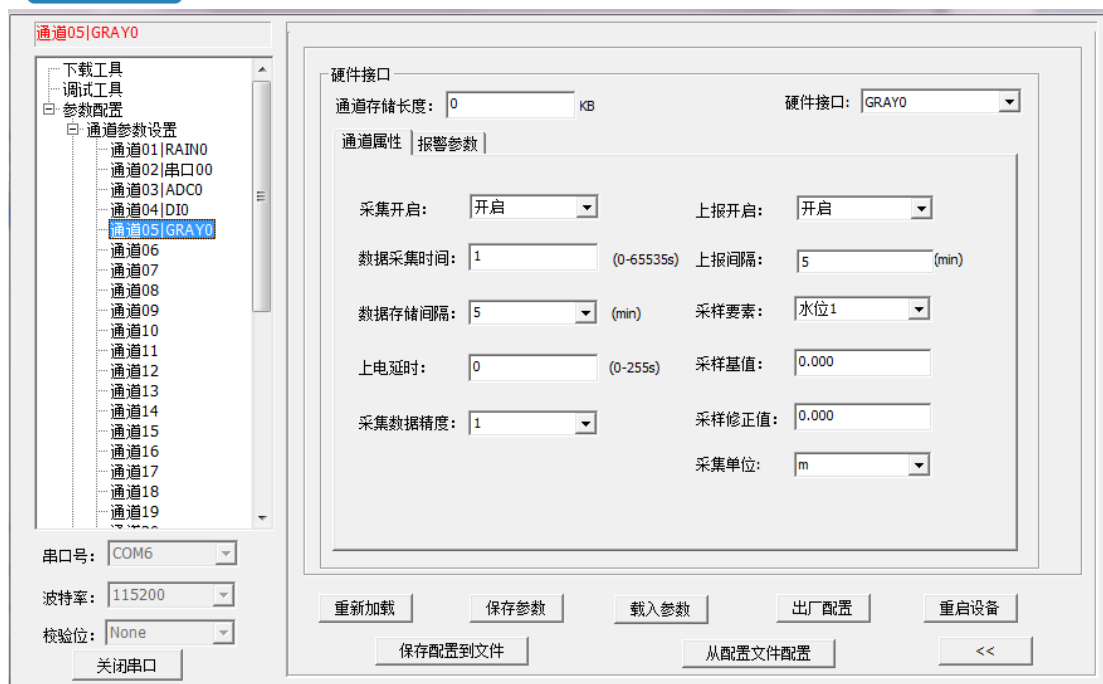 通道05|GRAY0
下载工具
调试工具
参数配置
通道参数设置
通道01|RAIN0
通道02|串口00
通道03|ADC0
通道04|DI0
通道05|GRAY0
通道06
通道07
通道08
通道09
通道10
通道11
通道12
通道13
通道14
通道15
通道16
通道17
通道18
通道19
串口号: COM6
波特率: 115200
校验位: None
关闭串口
硬件接口
通道存储长度: 0 KB 硬件接口: GRAY0
通道属性 报警参数
采集开启: 开启 上报开启: 开启
数据采集时间: 1 (0-65535s) 上报间隔: 5 (min)
数据存储间隔: 5 (min) 采样要素: 水位1
上电延时: 0 (0-255s) 采样基值: 0.000
采集数据精度: 1 采样修正值: 0.000
采集单位: m
重新加载 保存参数 载入参数 出厂配置 重启设备
保存配置到文件 从配置文件配置 <<